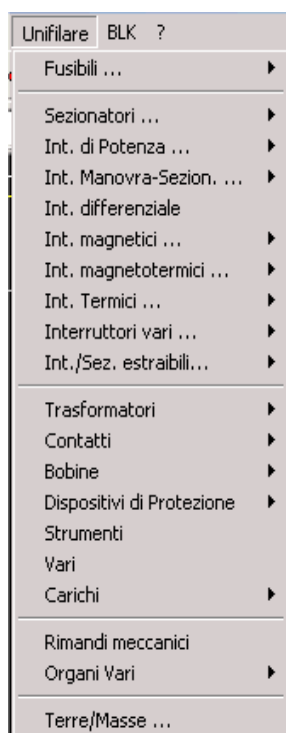 Unifilare BLK ?
Fusibili ...
Sezionatori ...
Int. di Potenza ...
Int. Manovra-Sezion. ...
Int. differenziale
Int. magnetici ...
Int. magnetotermici ...
Int. Termici ...
Interruttori vari ...
Int./Sez. estraibili...
Trasformatori
Contatti
Bobine
Dispositivi di Protezione
Strumenti
Vari
Carichi
Rimandi meccanici
Organi Vari
Terre/Masse ...